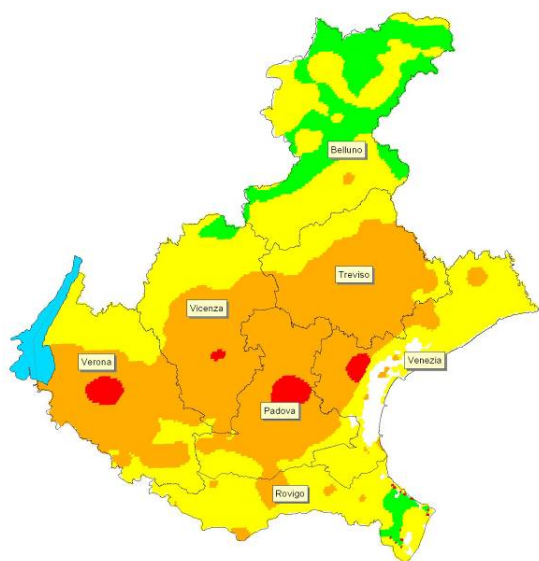 Belluno
Treviso
Vicenza
Verona
Venezia
Padova
Rovigo